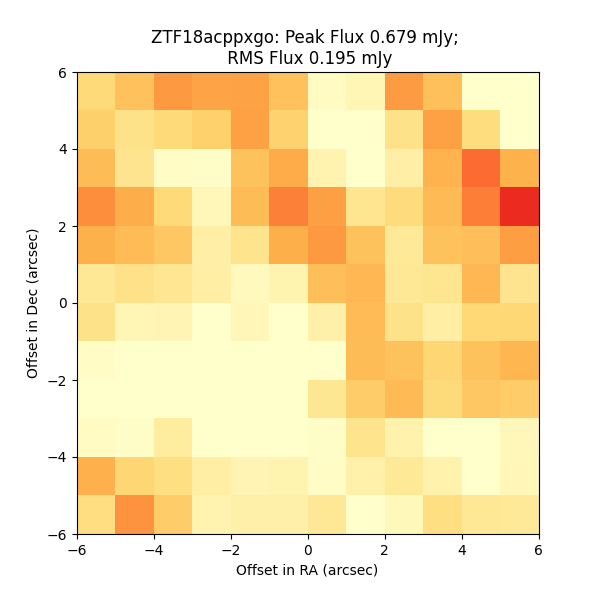 ZTF18acppxgo: Peak Flux 0.679 mJy;
RMS Flux 0.195 mJy
6
4
2
0
−2
−4
−6
Offset in Dec (arcsec)
−6 −4 −2 0 2 4 6
Offset in RA (arcsec)